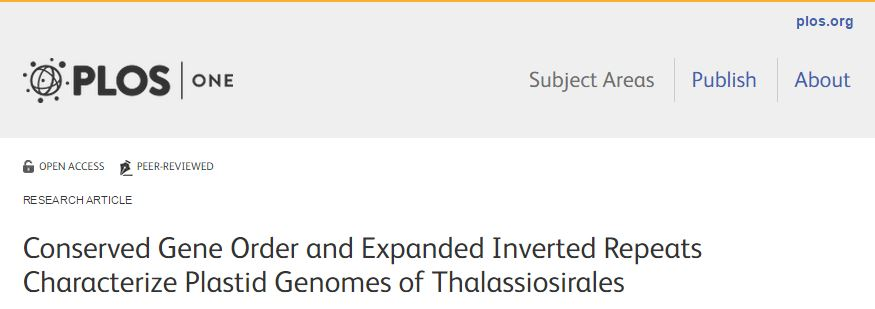 plos.org
PLOS ONE
Subject Areas
Publish
About
OPEN ACCESS
PEER-REVIEWED
RESEARCH ARTICLE
Conserved Gene Order and Expanded Inverted Repeats
Characterize Plastid Genomes of Thalassiosirales